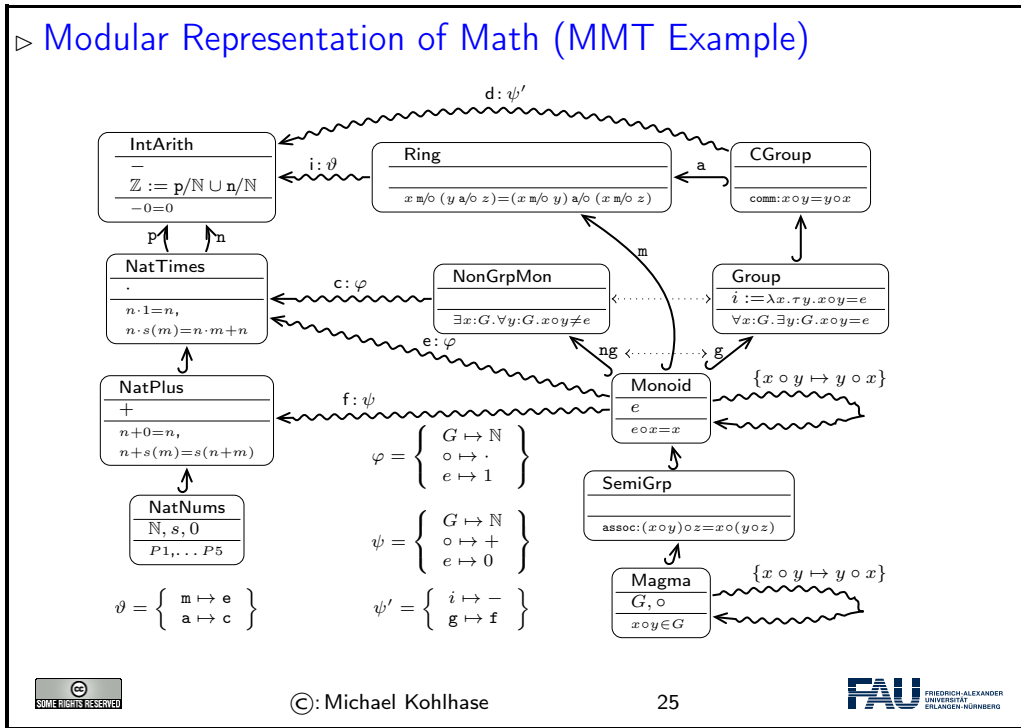 ▷ Modular Representation of Math (MMT Example)
d: ψ′
IntArith
−
ℤ := p/ℕ ∪ n/ℕ
−0=0
i: ϑ
Ring
x m/∘ (y a/∘ z)=(x m/∘ y) a/∘ (x m/∘ z)
a
CGroup
comm:x∘y=y∘x
p
n
m
NatTimes
·
n·1=n,
n·s(m)=n·m+n
c: φ
NonGrpMon
∃x:G.∀y:G.x∘y≠e
Group
i := λx.τy.x∘y=e
∀x:G.∃y:G.x∘y=e
e: φ
ng
g
NatPlus
+
n+0=n,
n+s(m)=s(n+m)
f: ψ
Monoid
e
e∘x=x
{x ∘ y ↦ y ∘ x}
φ = { G ↦ ℕ
∘ ↦ ·
e ↦ 1 }
SemiGrp
assoc:(x∘y)∘z=x∘(y∘z)
NatNums
ℕ, s, 0
P1,... P5
ψ = { G ↦ ℕ
∘ ↦ +
e ↦ 0 }
Magma
G, ∘
x∘y∈G
{x ∘ y ↦ y ∘ x}
ϑ = { m ↦ e
a ↦ c }
ψ′ = { i ↦ −
g ↦ f }
cc
SOME RIGHTS RESERVED
©: Michael Kohlhase
25
FAU
FRIEDRICH-ALEXANDER
UNIVERSITÄT
ERLANGEN-NÜRNBERG